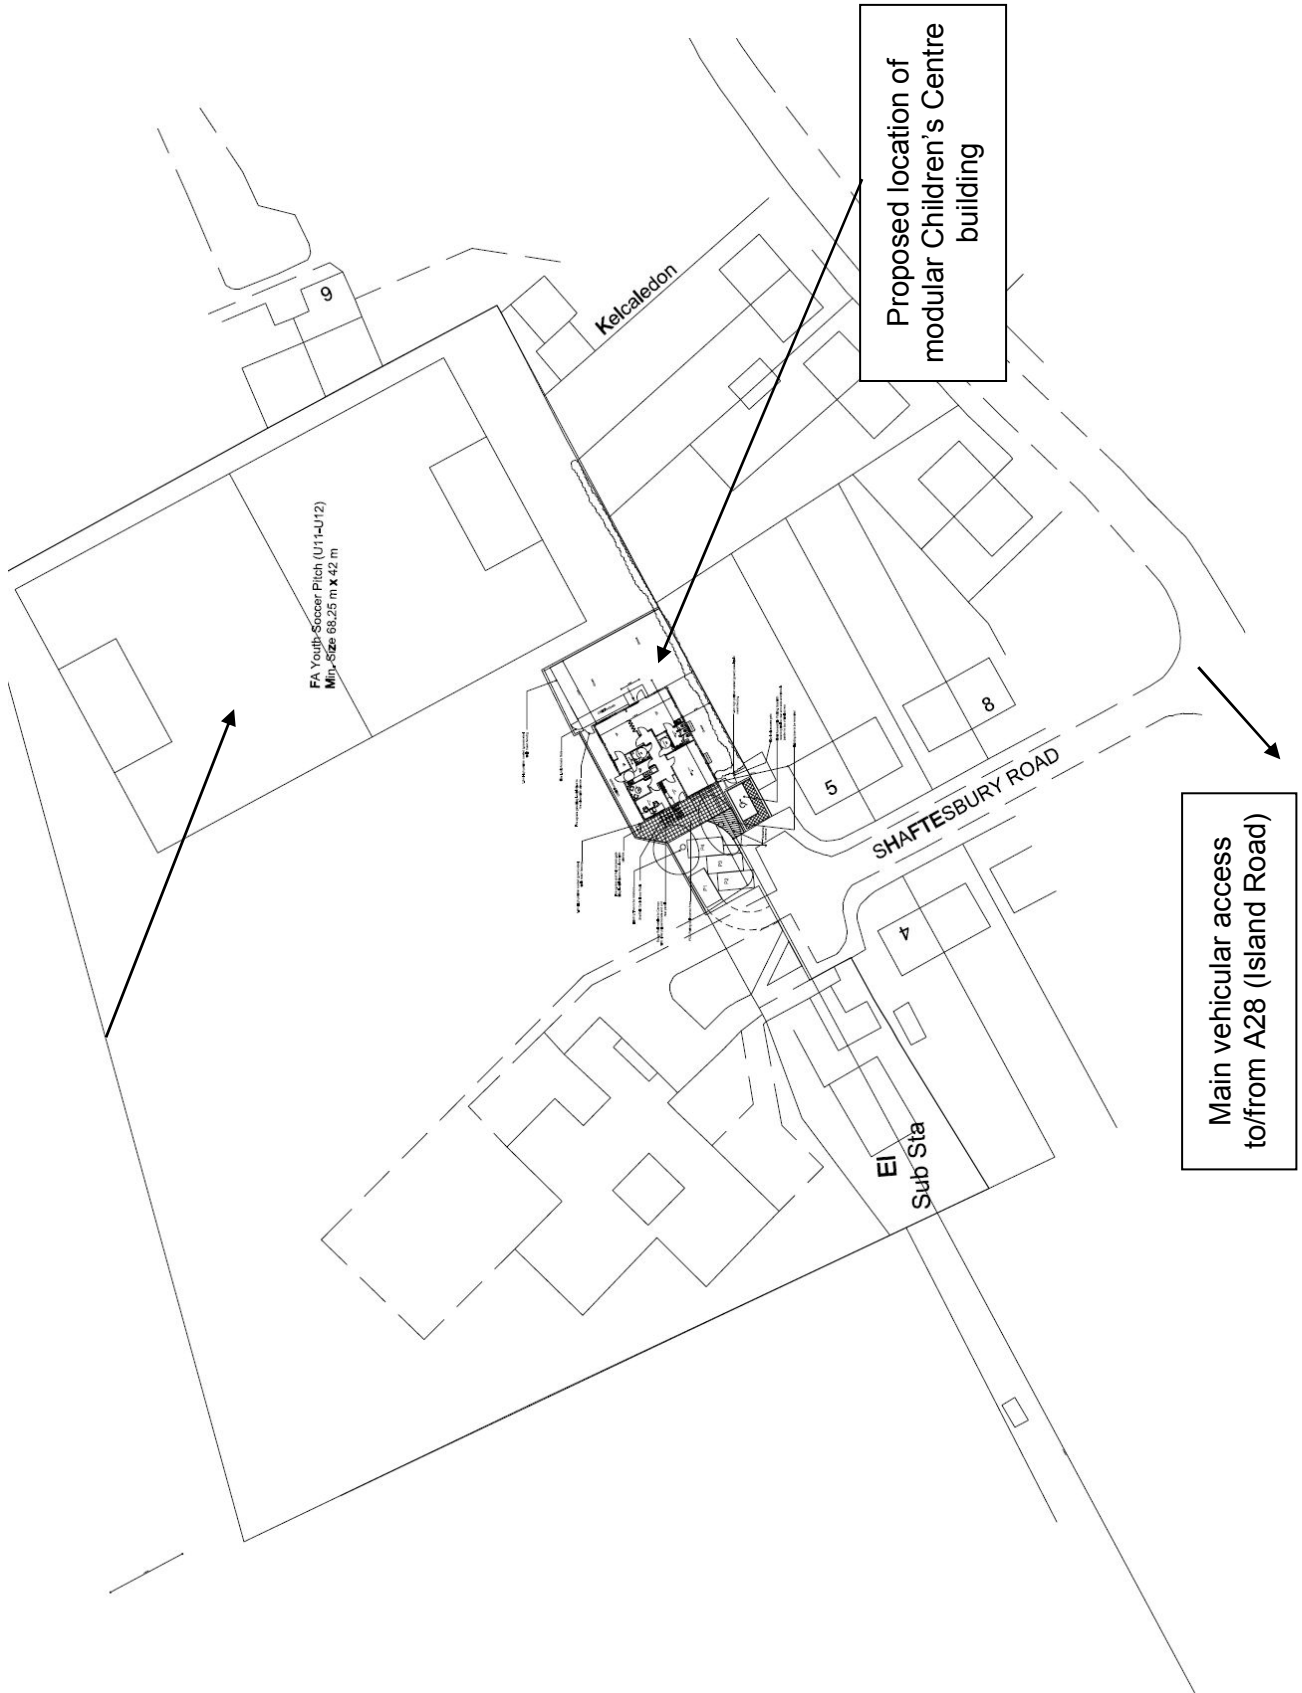 Proposed location of
modular Children's Centre
building
9
Kelcaledon
FA Youth Soccer Pitch (U11-U12)
Min. Size 68.25 m x 42 m
8
5
SHAFTESBURY ROAD
4
El
Sub Sta
Main vehicular access
to/from A28 (Island Road)